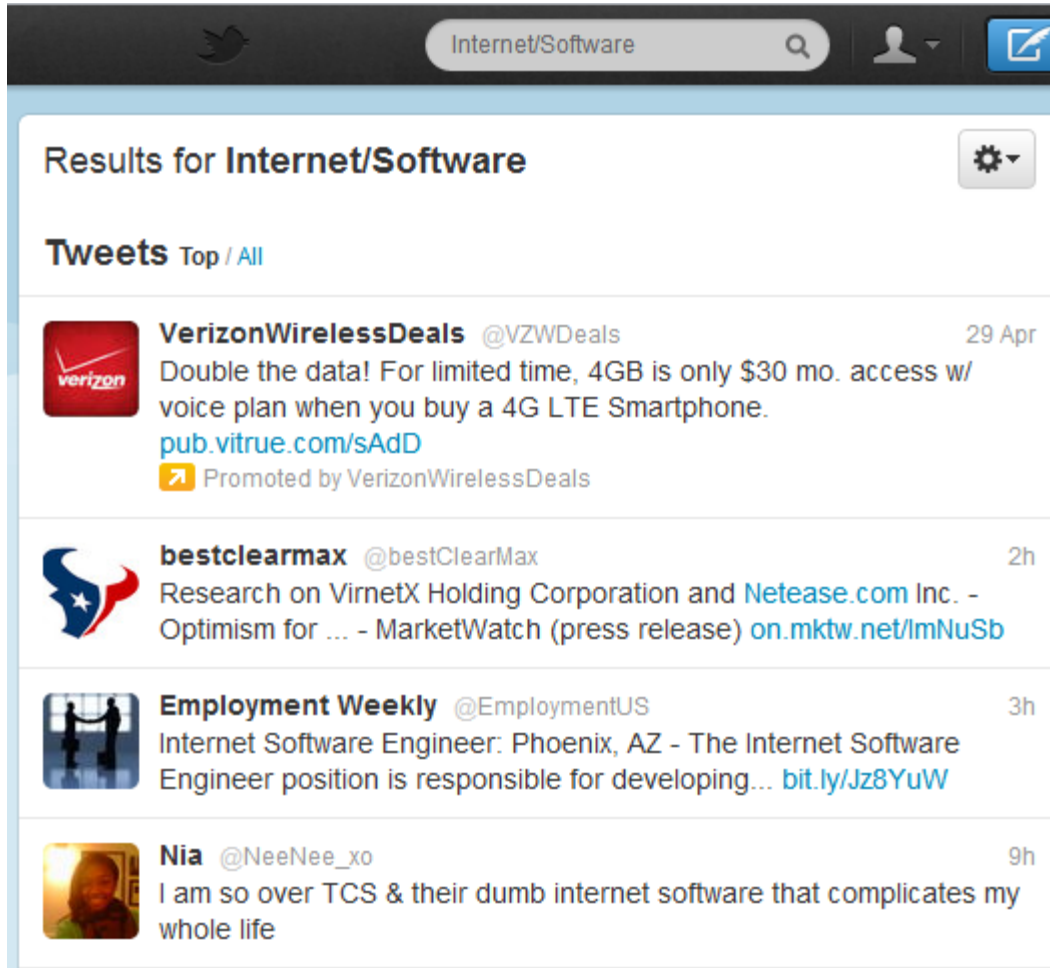 Internet/Software
Results for Internet/Software
Tweets Top / All
VerizonWirelessDeals @VZWDeals 29 Apr
verizon
Double the data! For limited time, 4GB is only $30 mo. access w/
voice plan when you buy a 4G LTE Smartphone.
pub.vitrue.com/sAdD
Promoted by VerizonWirelessDeals
bestclearmax @bestClearMax 2h
Research on VirnetX Holding Corporation and Netease.com Inc. -
Optimism for ... - MarketWatch (press release) on.mktw.net/ImNuSb
Employment Weekly @EmploymentUS 3h
Internet Software Engineer: Phoenix, AZ - The Internet Software
Engineer position is responsible for developing... bit.ly/Jz8YuW
Nia @NeeNee_xo 9h
I am so over TCS & their dumb internet software that complicates my
whole life